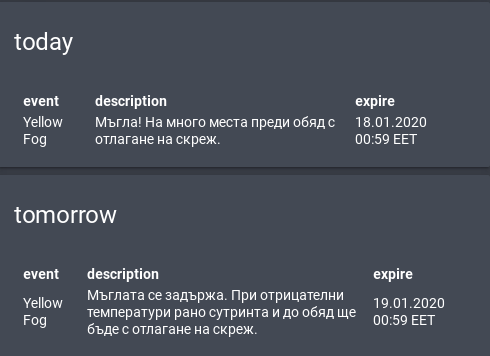 today
event description expire
Yellow Мъгла! На много места преди обяд с 18.01.2020
Fog отлагане на скреж. 00:59 EET
tomorrow
event description expire
Мъглата се задържа. При отрицателни
Yellow температури рано сутринта и до обяд ще 19.01.2020
Fog бъде с отлагане на скреж. 00:59 EET